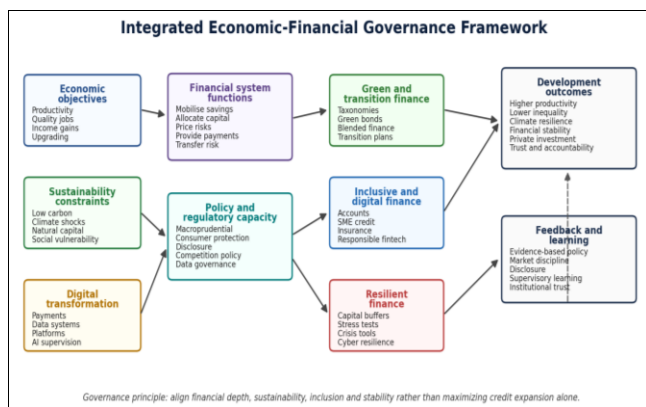 Integrated Economic-Financial Governance Framework
Economic
objectives
Productivity
Quality jobs
Income gains
Upgrading
Financial system
functions
Mobilise savings
Allocate capital
Price risks
Provide payments
Transfer risk
Green and
transition finance
Taxonomies
Green bonds
Blended finance
Transition plans
Development
outcomes
Higher productivity
Lower inequality
Climate resilience
Financial stability
Private investment
Trust and accountability
Sustainability
constraints
Low carbon
Climate shocks
Natural capital
Social vulnerability
Policy and
regulatory capacity
Macroprudential
Consumer protection
Disclosure
Competition policy
Data governance
Inclusive and
digital finance
Accounts
SME credit
Insurance
Responsible fintech
Feedback and
learning
Evidence-based policy
Market discipline
Disclosure
Supervisory learning
Institutional trust
Digital
transformation
Payments
Data systems
Platforms
AI supervision
Resilient
finance
Capital buffers
Stress tests
Crisis tools
Cyber resilience
Governance principle: align financial depth, sustainability, inclusion and stability rather than maximizing credit expansion alone.